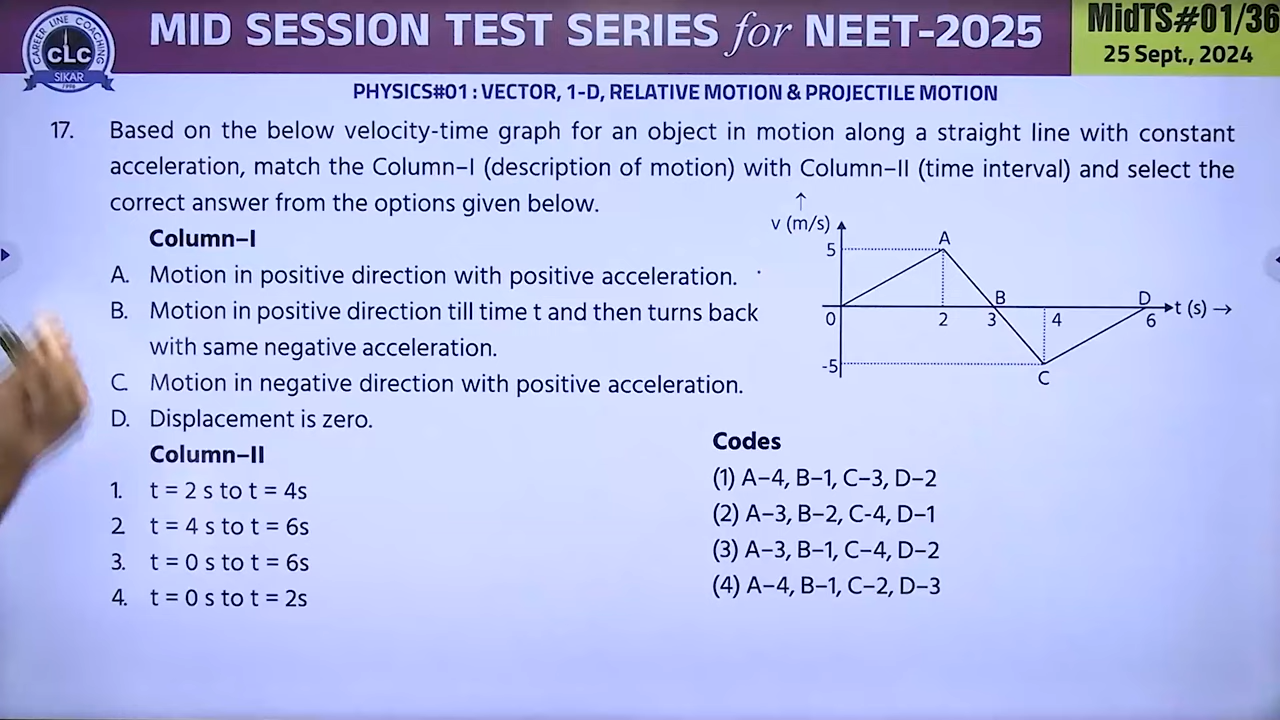 CAREER LINE COACHING
CLC
SIKAR
1996
MID SESSION TEST SERIES for NEET-2025
MidTS#01/36
25 Sept., 2024
PHYSICS#01 : VECTOR, 1-D, RELATIVE MOTION & PROJECTILE MOTION
17. Based on the below velocity-time graph for an object in motion along a straight line with constant
acceleration, match the Column–I (description of motion) with Column–II (time interval) and select the
correct answer from the options given below.
Column–I
A. Motion in positive direction with positive acceleration.
B. Motion in positive direction till time t and then turns back
with same negative acceleration.
C. Motion in negative direction with positive acceleration.
D. Displacement is zero.
↑
v (m/s)
5
A
B
D
t (s) →
0
2
3
4
6
-5
C
Column–II
1. t = 2 s to t = 4s
2 t = 4 s to t = 6s
3. t = 0 s to t = 6s
4. t = 0 s to t = 2s
Codes
(1) A–4, B–1, C–3, D–2
(2) A–3, B–2, C-4, D–1
(3) A–3, B–1, C–4, D–2
(4) A–4, B–1, C–2, D–3